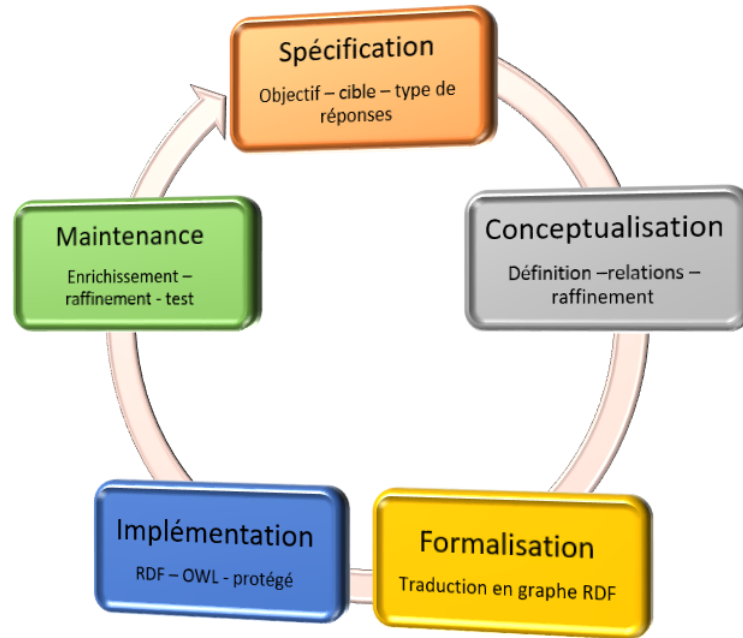 Spécification
Objectif – cible – type de
réponses
Conceptualisation
Définition –relations –
raffinement
Formalisation
Traduction en graphe RDF
Implémentation
RDF – OWL - protégé
Maintenance
Enrichissement –
raffinement - test